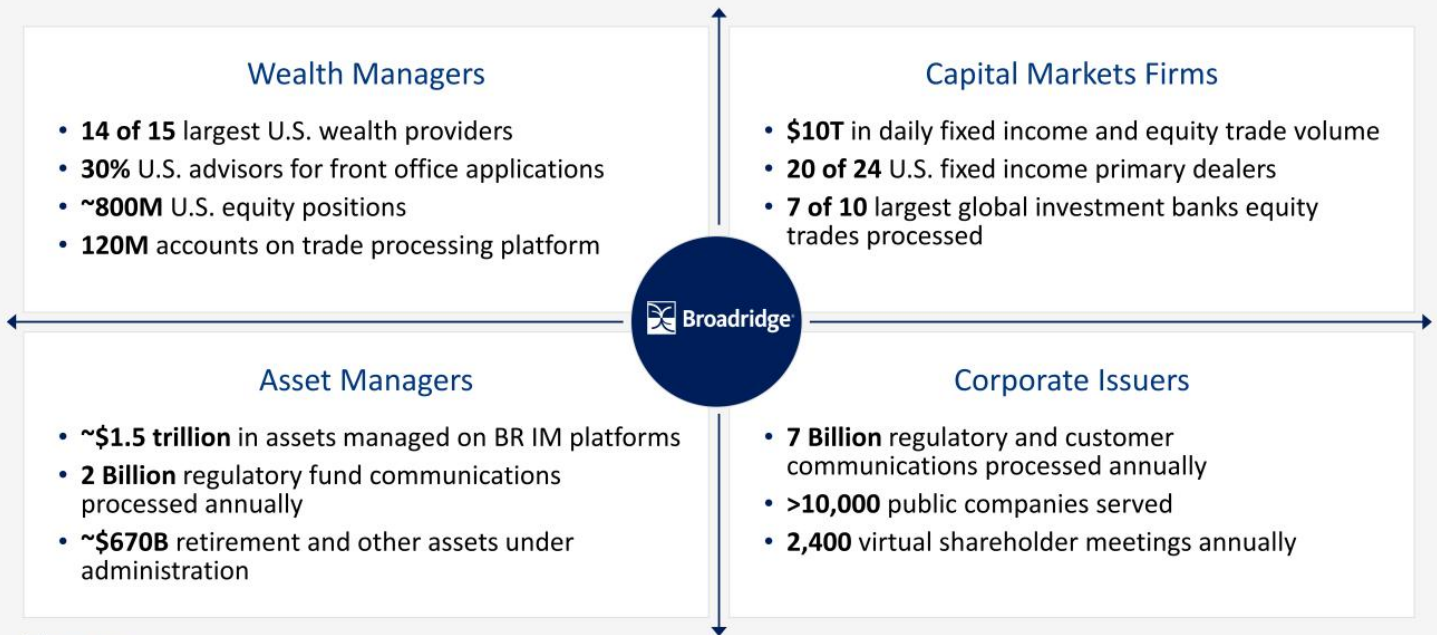 Wealth Managers
• 14 of 15 largest U.S. wealth providers
• 30% U.S. advisors for front office applications
• ~800M U.S. equity positions
• 120M accounts on trade processing platform
Capital Markets Firms
• $10T in daily fixed income and equity trade volume
• 20 of 24 U.S. fixed income primary dealers
• 7 of 10 largest global investment banks equity
trades processed
Broadridge
Asset Managers
• ~$1.5 trillion in assets managed on BR IM platforms
• 2 Billion regulatory fund communications
processed annually
• ~$670B retirement and other assets under
administration
Corporate Issuers
• 7 Billion regulatory and customer
communications processed annually
• >10,000 public companies served
• 2,400 virtual shareholder meetings annually